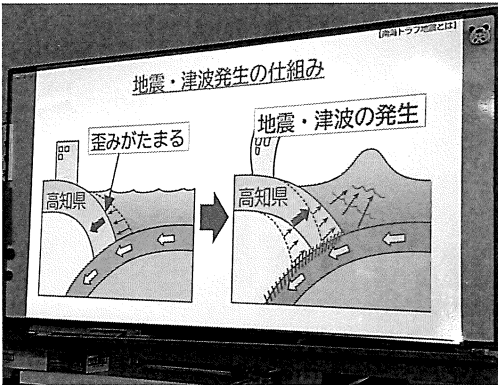 【南海トラフ地震とは】
地震・津波発生の仕組み
歪みがたまる
高知県
地震・津波の発生
高知県